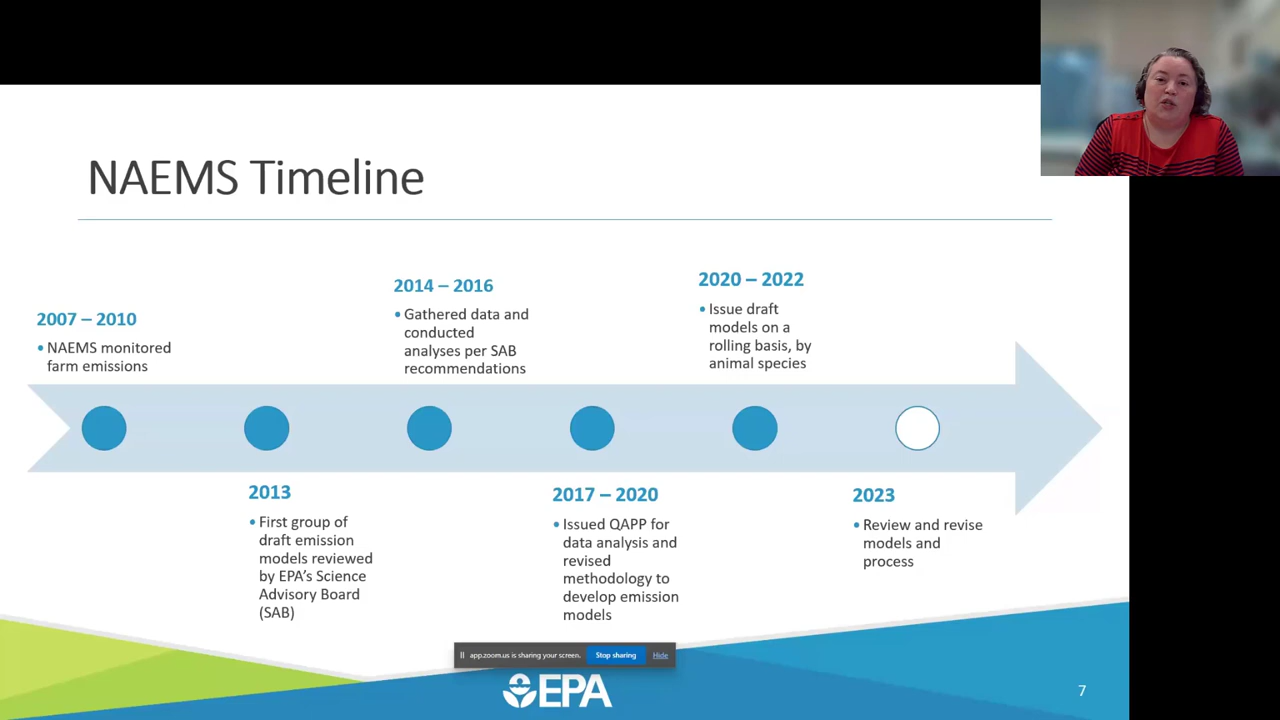 NAEMS Timeline
2007 – 2010
• NAEMS monitored
farm emissions
2013
• First group of
draft emission
models reviewed
by EPA's Science
Advisory Board
(SAB)
2014 – 2016
• Gathered data and
conducted
analyses per SAB
recommendations
2017 – 2020
• Issued QAPP for
data analysis and
revised
methodology to
develop emission
models
2020 – 2022
• Issue draft
models on a
rolling basis, by
animal species
2023
• Review and revise
models and
process
app.zoom.us is sharing your screen. Stop sharing Hide
EPA
7